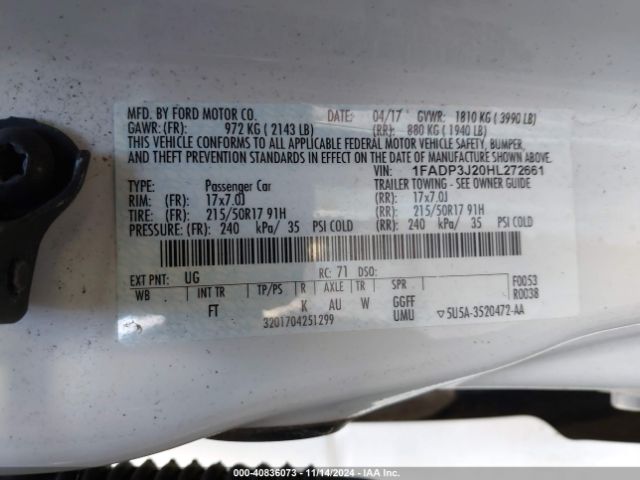 MFD. BY FORD MOTOR CO. DATE: 04/17 GVWR: 1810 KG ( 3990 LB)
GAWR: (FR): 972 KG ( 2143 LB) (RR): 880 KG ( 1940 LB)
THIS VEHICLE CONFORMS TO ALL APPLICABLE FEDERAL MOTOR VEHICLE SAFETY, BUMPER,
AND THEFT PREVENTION STANDARDS IN EFFECT ON THE DATE OF MANUFACTURE SHOWN ABOVE.
VIN: 1FADP3J20HL272661
TYPE: Passenger Car TRAILER TOWING - SEE OWNER GUIDE
RIM: (FR): 17x7.0J (RR): 17x7.0J
TIRE: (FR): 215/50R17 91H (RR): 215/50R17 91H
PRESSURE: (FR): 240 kPa/ 35 PSI COLD (RR): 240 kPa/ 35 PSI COLD
EXT PNT: UG RC: 71 DSO: F0053
WB INT TR TP/PS R AXLE TR SPR R0038
FT K AU W GGFF
3201704251299 UMU ▽5U5A-3520472-AA
000-40836073 - 11/14/2024 - IAA Inc.